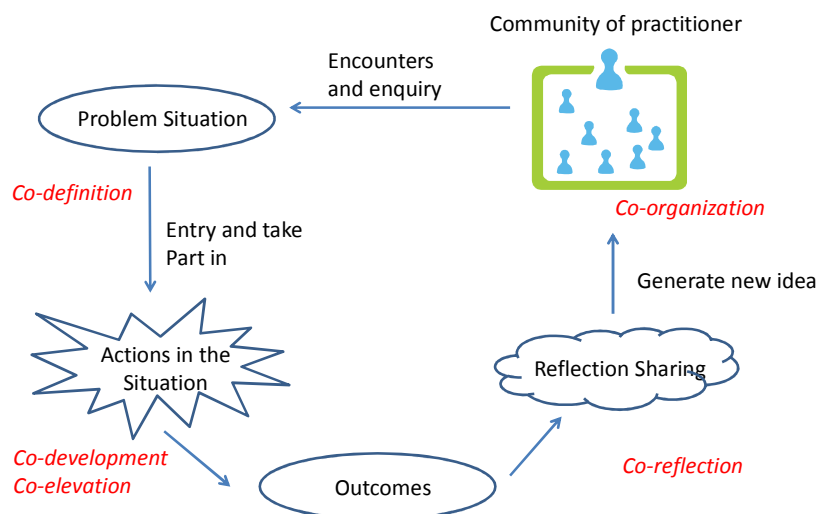 Community of practitioner
Encounters
and enquiry
Problem Situation
Co-definition
Co-organization
Entry and take
Part in
Generate new idea
Actions in the
Situation
Reflection Sharing
Co-development
Co-elevation
Co-reflection
Outcomes